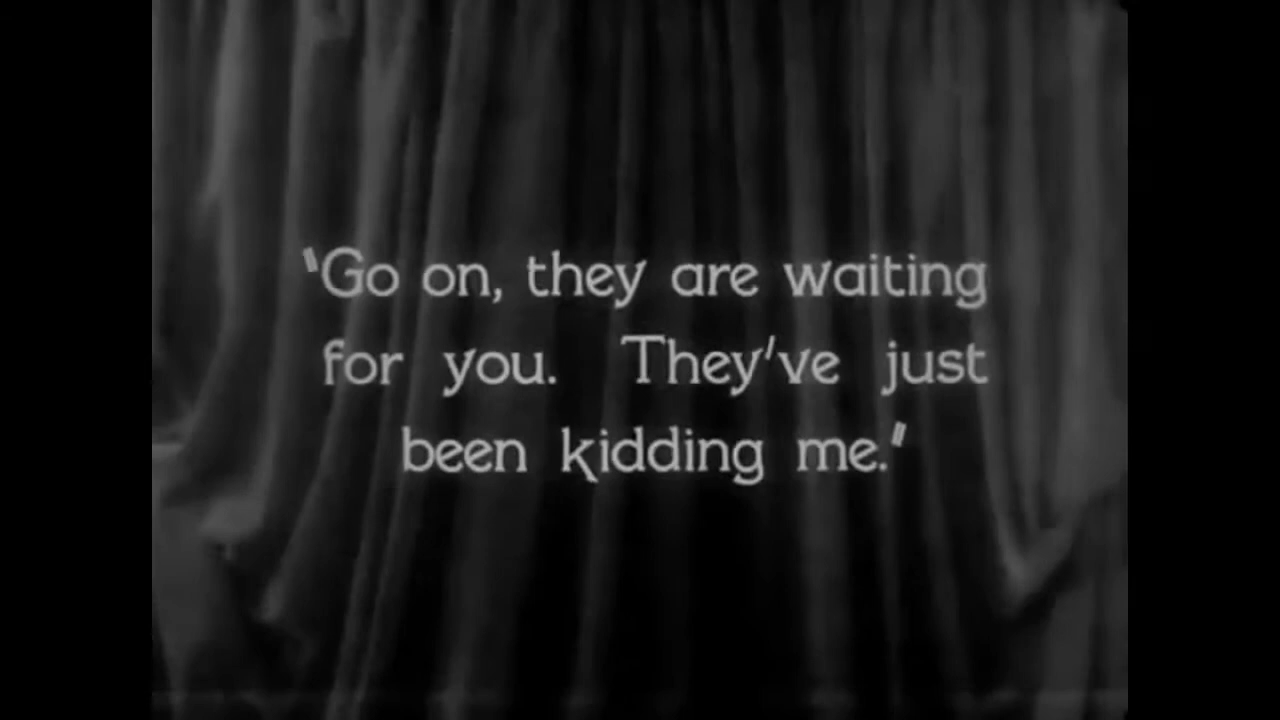 "Go on, they are waiting
for you. They've just
been kidding me."